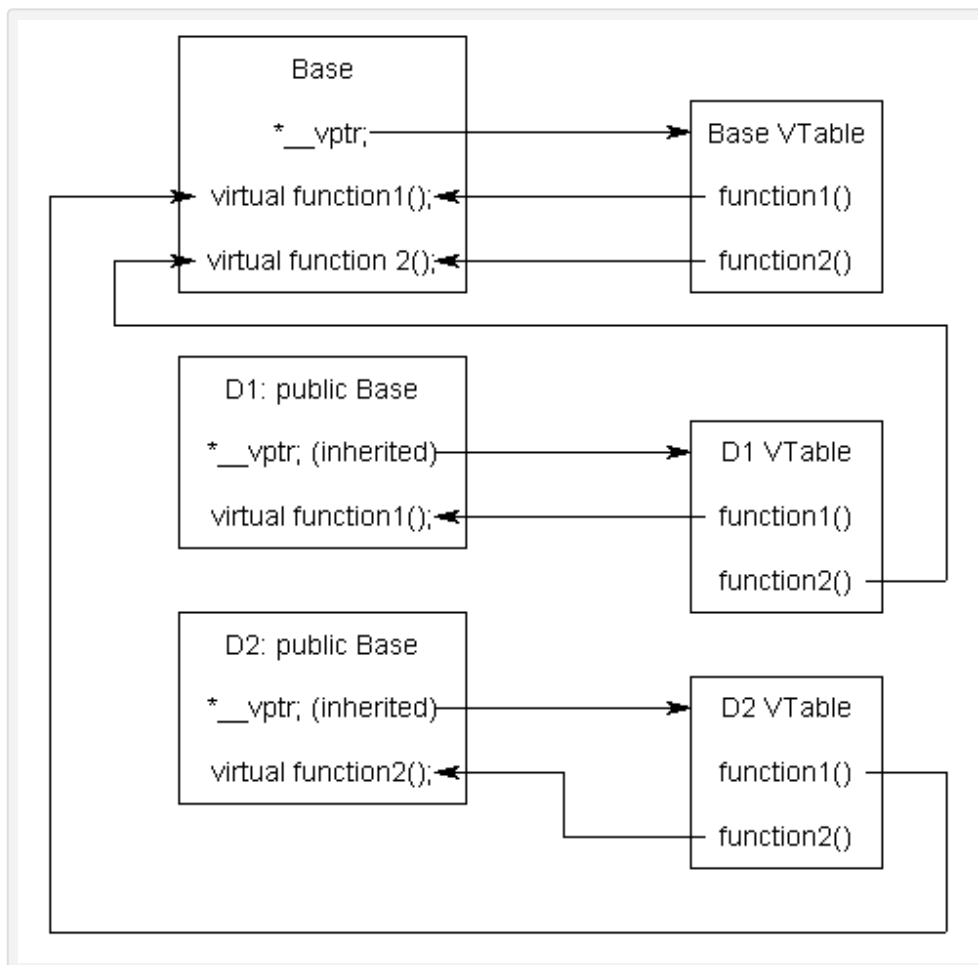 Base
*__vptr;
virtual function1();
virtual function 2();
Base VTable
function1()
function2()
D1: public Base
*__vptr; (inherited)
virtual function1();
D1 VTable
function1()
function2()
D2: public Base
*__vptr; (inherited)
virtual function2();
D2 VTable
function1()
function2()